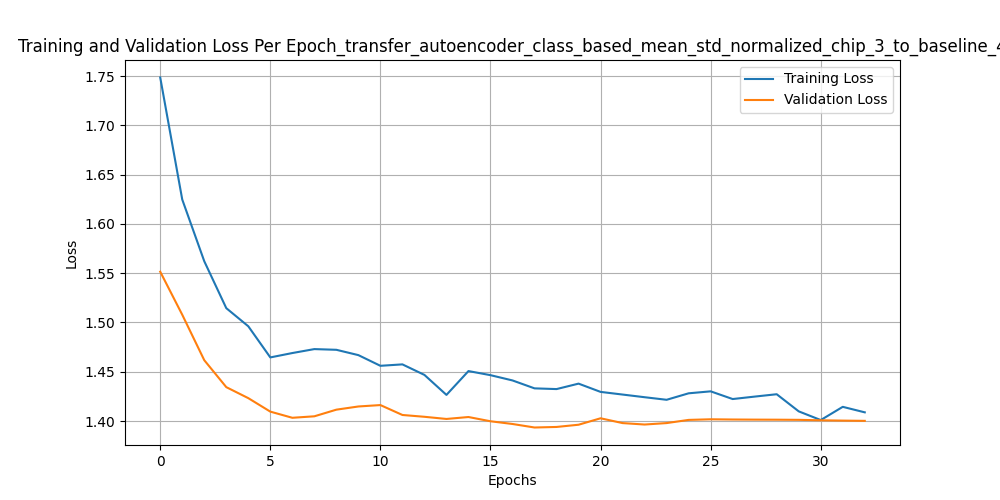 Training and Validation Loss Per Epoch_transfer_autoencoder_class_based_mean_std_normalized_chip_3_to_baseline_4
Training Loss
Validation Loss
1.75
1.70
1.65
1.60
1.55
1.50
1.45
1.40
Loss
0 5 10 15 20 25 30
Epochs